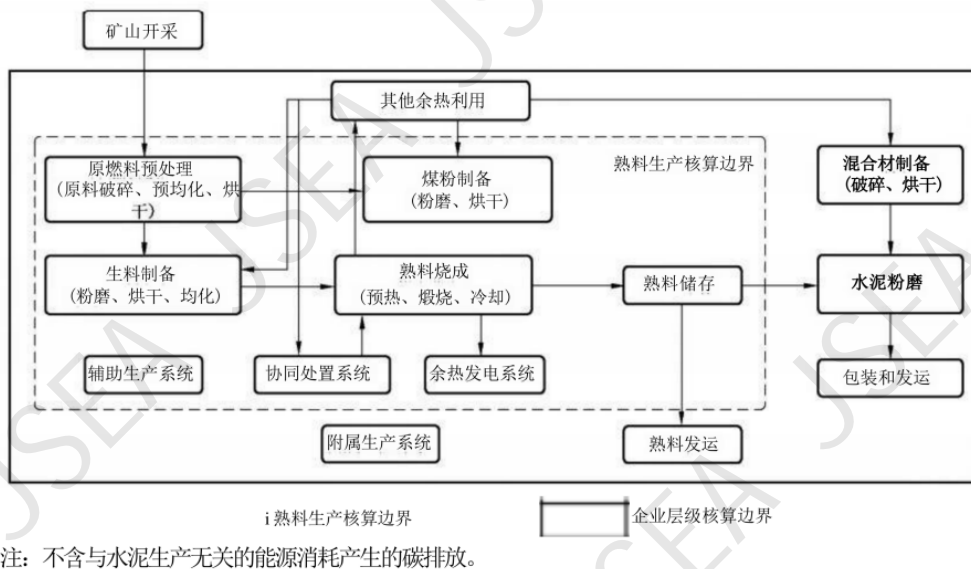 矿山开采
其他余热利用
原燃料预处理
(原料破碎、预均化、烘
干)
煤粉制备
(粉磨、烘干)
熟料生产核算边界
混合材制备
(破碎、烘干)
生料制备
(粉磨、烘干、均化)
熟料烧成
(预热、煅烧、冷却)
熟料储存
水泥粉磨
辅助生产系统
协同处置系统
余热发电系统
包装和发运
附属生产系统
熟料发运
i 熟料生产核算边界
企业层级核算边界
注：不含与水泥生产无关的能源消耗产生的碳排放。
JSEA JSEA
JSEA
JSEA